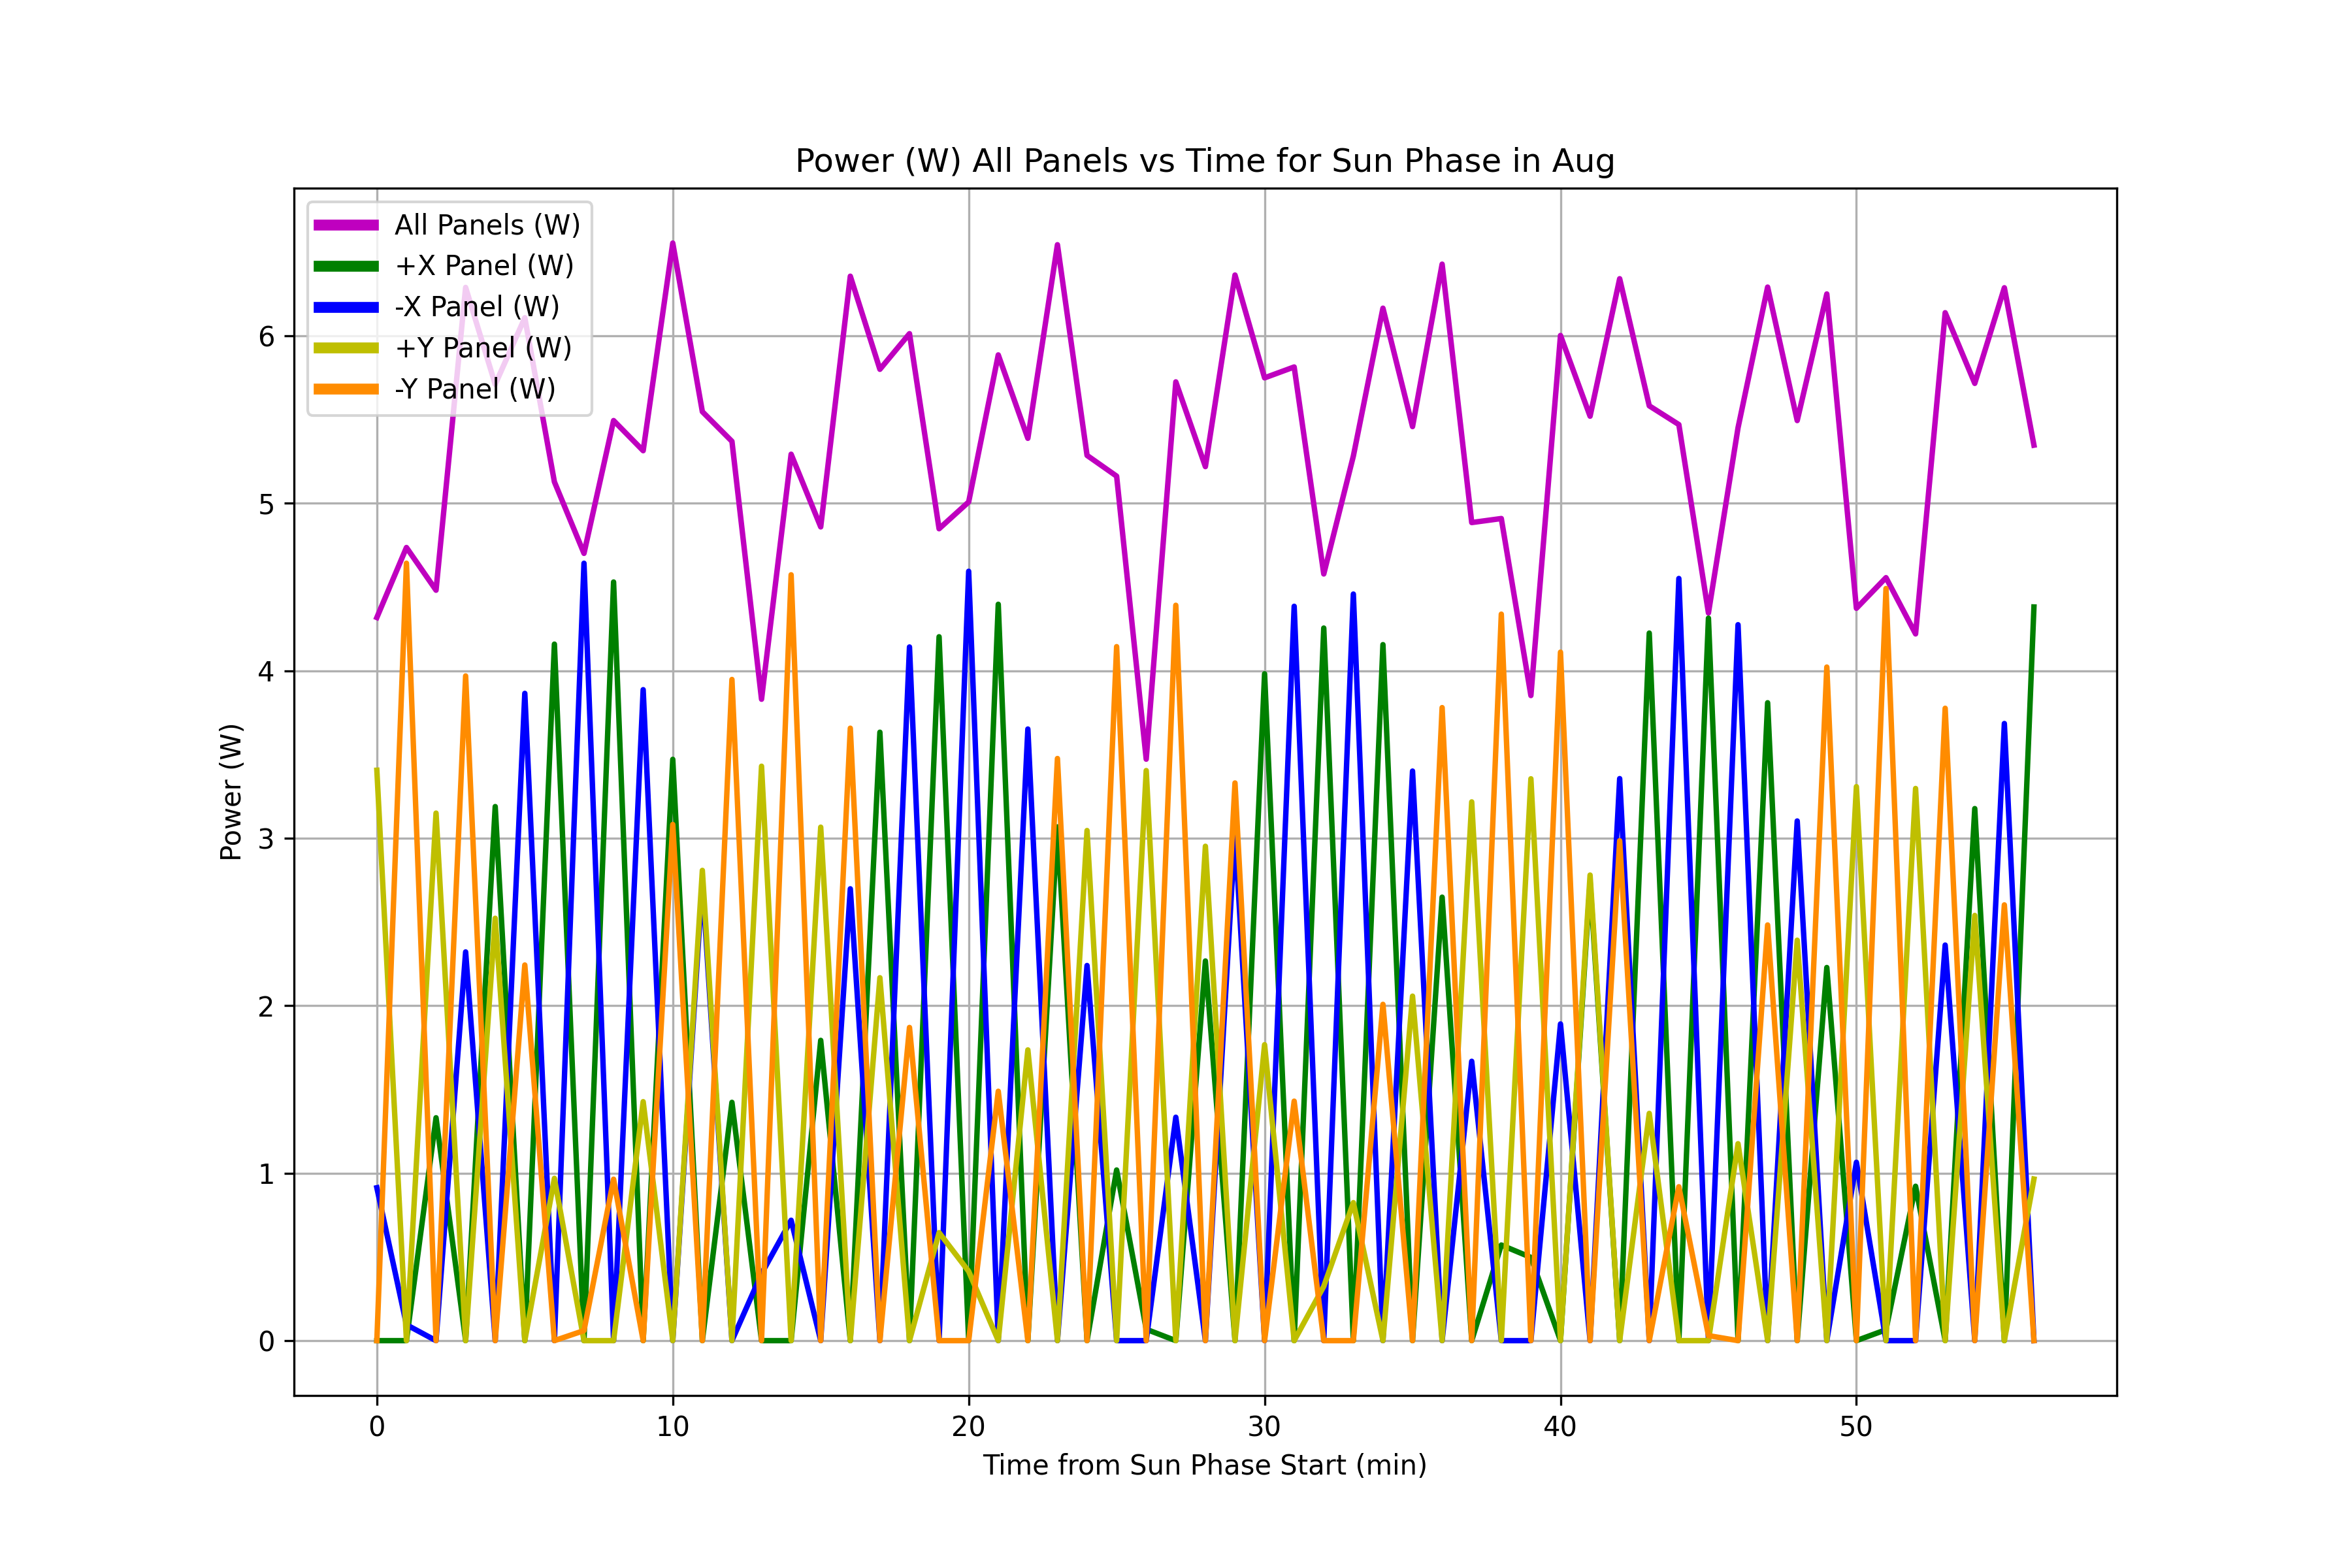 Power (W) All Panels vs Time for Sun Phase in Aug
All Panels (W)
+X Panel (W)
-X Panel (W)
+Y Panel (W)
-Y Panel (W)
6
5
4
3
2
1
0
Power (W)
0 10 20 30 40 50
Time from Sun Phase Start (min)